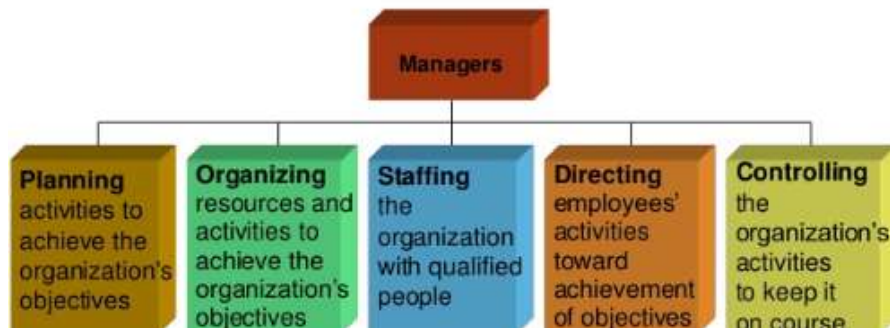 Managers
Planning
activities to
achieve the
organization's
objectives
Organizing
resources and
activities to
achieve the
organization's
objectives
Staffing
the
organization
with qualified
people
Directing
employees'
activities
toward
achievement
of objectives
Controlling
the
organization's
activities
to keep it
on course